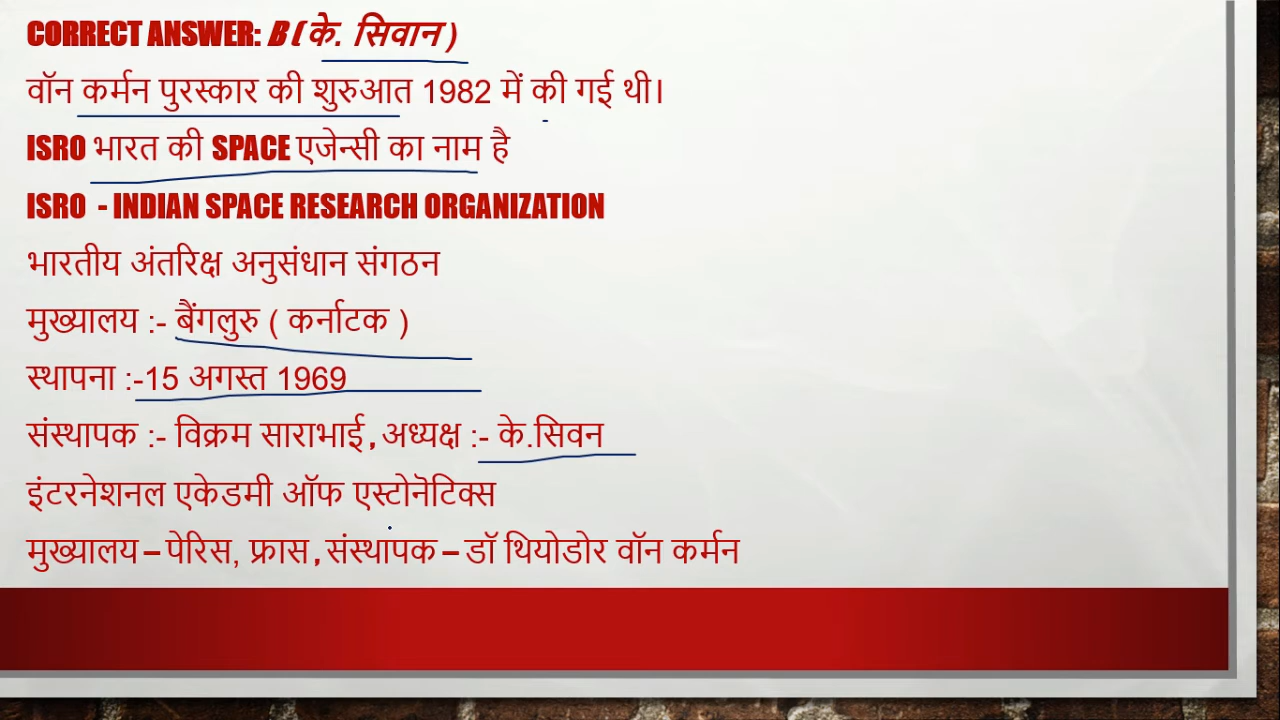 CORRECT ANSWER: B ( के. सिवान )
वॉन कर्मन पुरस्कार की शुरुआत 1982 में की गई थी।
ISRO भारत की SPACE एजेन्सी का नाम है
ISRO - INDIAN SPACE RESEARCH ORGANIZATION
भारतीय अंतरिक्ष अनुसंधान संगठन
मुख्यालय :- बैंगलुरु ( कर्नाटक )
स्थापना :-15 अगस्त 1969
संस्थापक :- विक्रम साराभाई , अध्यक्ष :- के.सिवन
इंटरनेशनल एकेडमी ऑफ एस्टोनॆटिक्स
मुख्यालय – पेरिस, फ्रास , संस्थापक – डॉ थियोडोर वॉन कर्मन